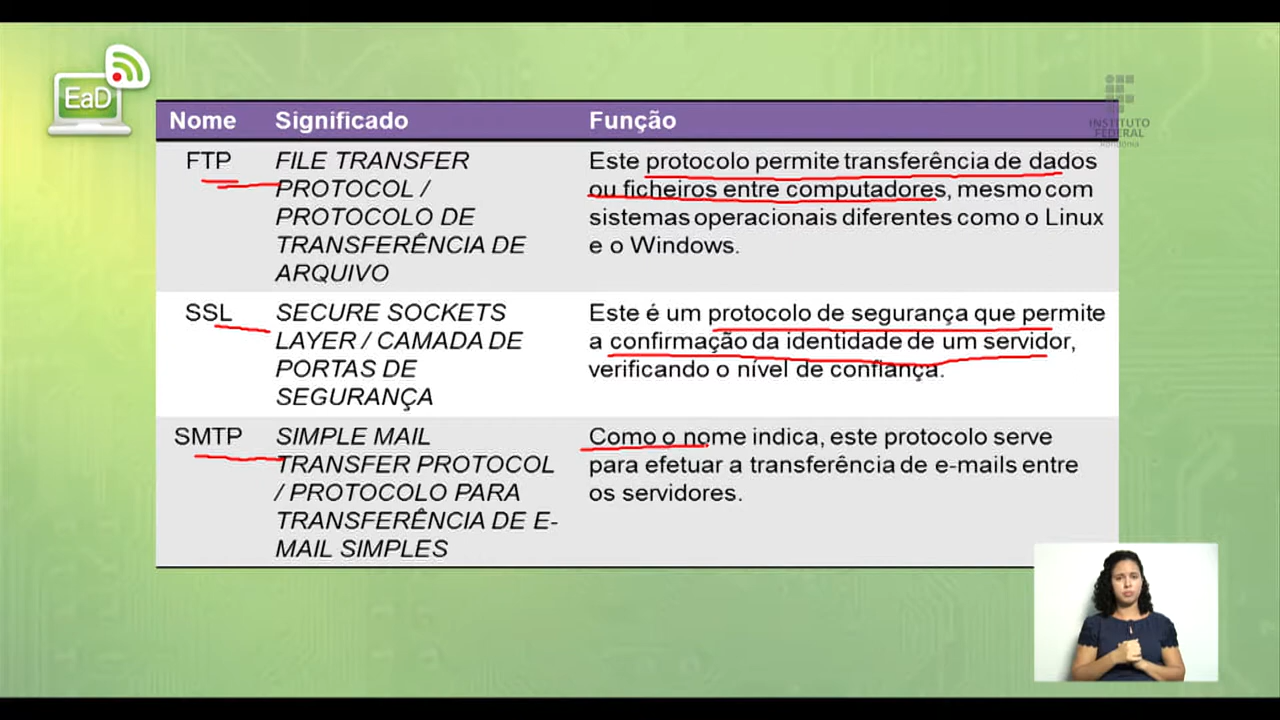 EaD
INSTITUTO
FEDERAL
Rondônia
Nome Significado Função
FTP FILE TRANSFER Este protocolo permite transferência de dados
PROTOCOL / ou ficheiros entre computadores, mesmo com
PROTOCOLO DE sistemas operacionais diferentes como o Linux
TRANSFERÊNCIA DE e o Windows.
ARQUIVO
SSL SECURE SOCKETS Este é um protocolo de segurança que permite
LAYER / CAMADA DE a confirmação da identidade de um servidor,
PORTAS DE verificando o nível de confiança.
SEGURANÇA
SMTP SIMPLE MAIL Como o nome indica, este protocolo serve
TRANSFER PROTOCOL para efetuar a transferência de e-mails entre
/ PROTOCOLO PARA os servidores.
TRANSFERÊNCIA DE E-
MAIL SIMPLES